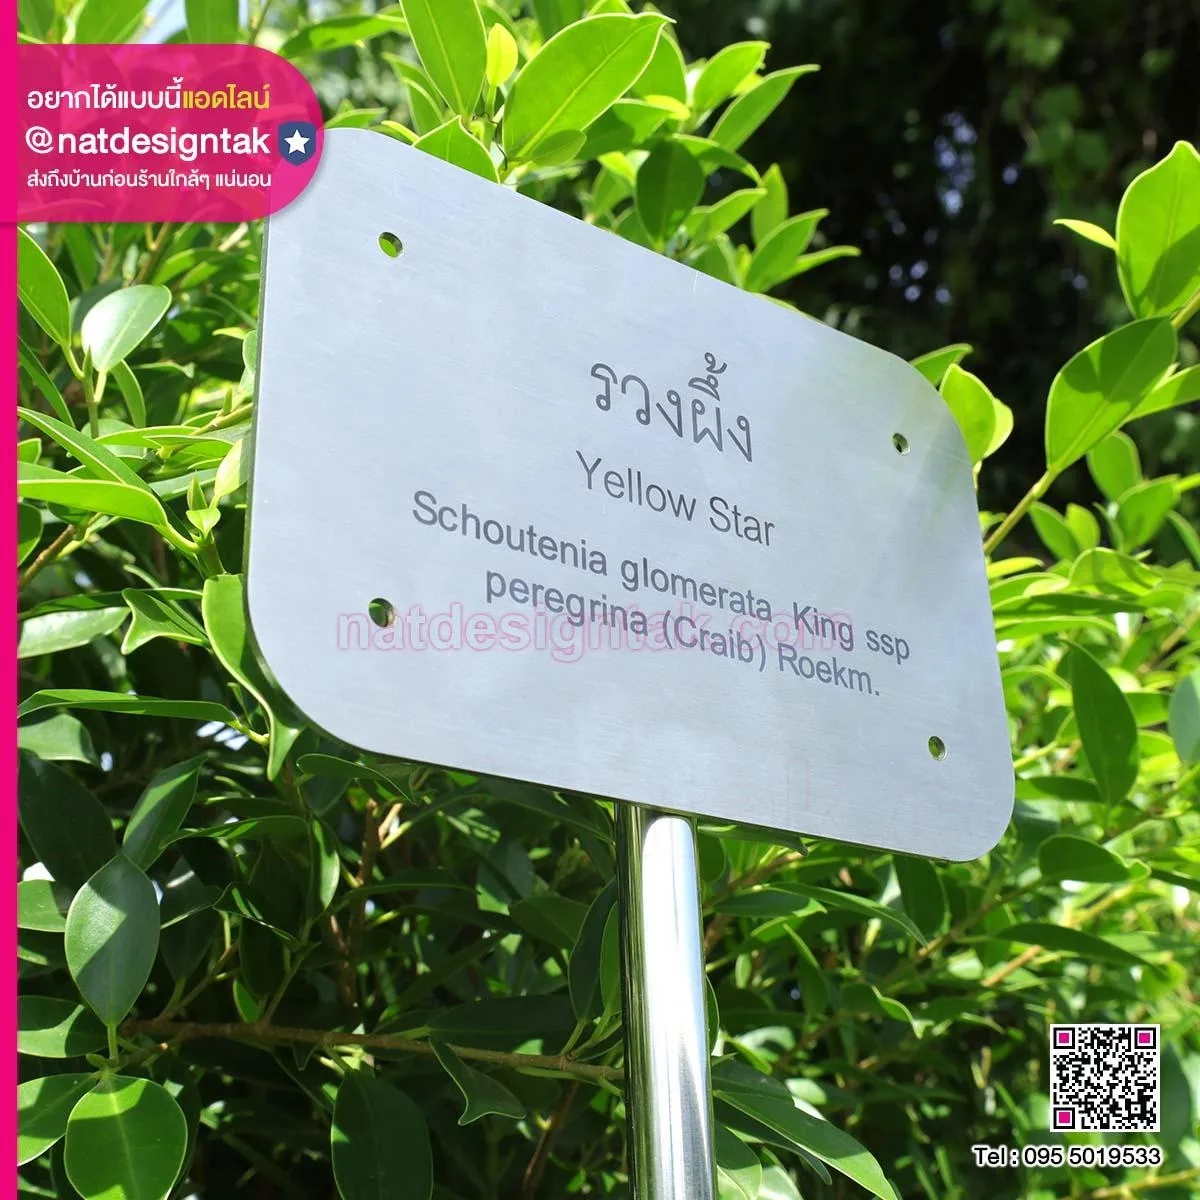 อยากได้แบบนี้แอดไลน์
@natdesigntak
ส่งถึงบ้านก่อนร้านใกล้ๆ แน่นอน
รวงผึ้ง
Yellow Star
Schoutenia glomerata King ssp
peregrina (Craib) Roekm.
natdesigntak.com
Tel : 095 5019533